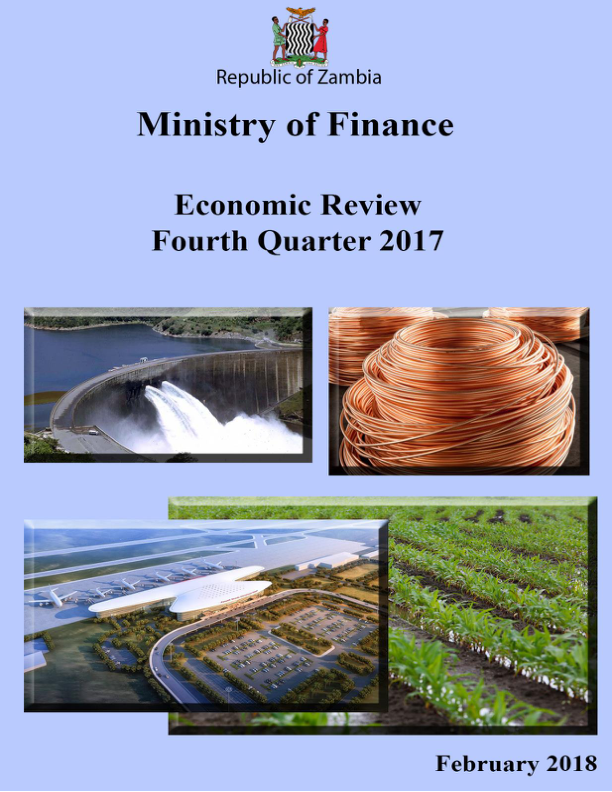 Republic of Zambia
Ministry of Finance
Economic Review
Fourth Quarter 2017
February 2018